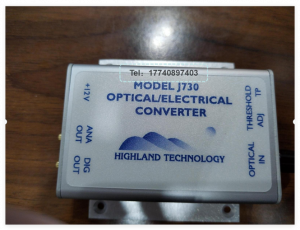 Tel： 17740897403
MODEL J730
OPTICAL/ELECTRICAL
CONVERTER
+12V
ANA OUT
DIG OUT
THRESHOLD
ADJ TP
OPTICAL
IN
HIGHLAND TECHNOLOGY